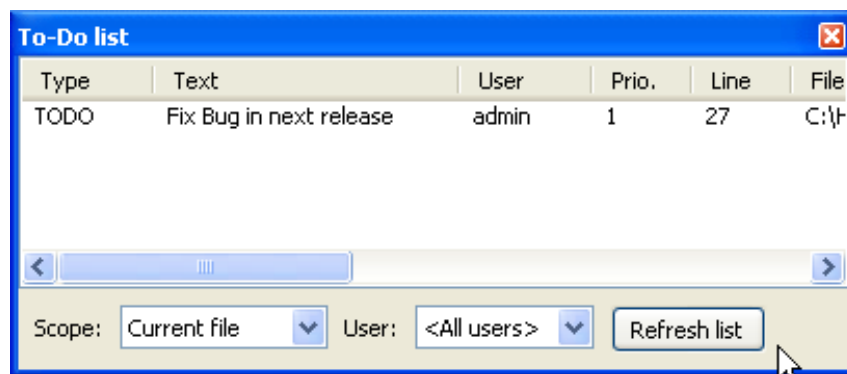 To-Do list
Type Text User Prio. Line File
TODO Fix Bug in next release admin 1 27
Scope: Current file User: <All users> Refresh list